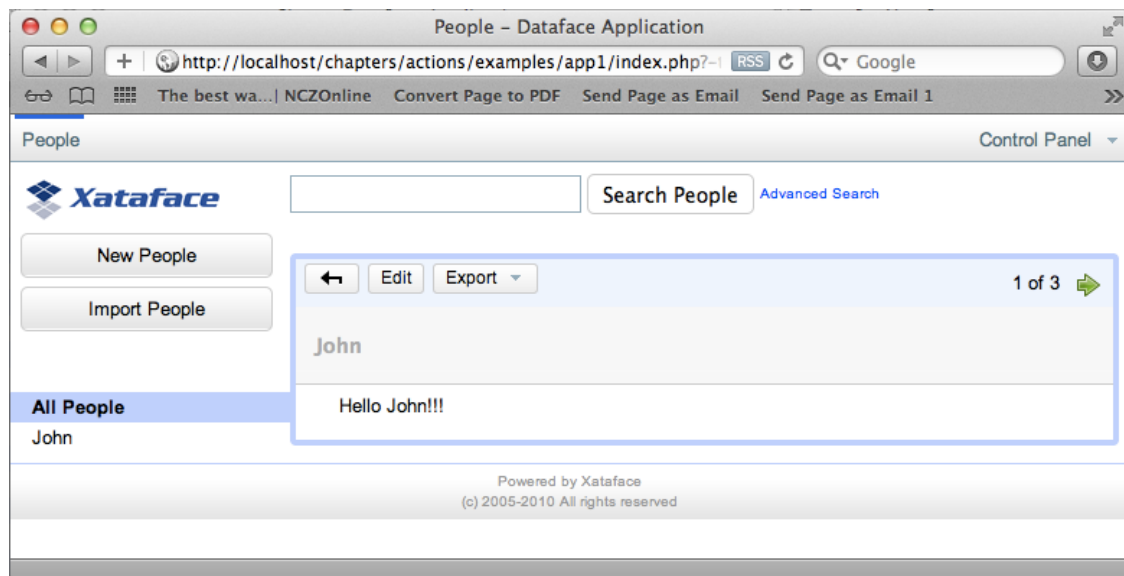 People – Dataface Application
http://localhost/chapters/actions/examples/app1/index.php?- RSS Google
The best wa...| NCZOnline Convert Page to PDF Send Page as Email Send Page as Email 1
People Control Panel
Xataface Search People Advanced Search
New People
Edit Export 1 of 3
Import People
John
All People
Hello John!!!
John
Powered by Xataface
(c) 2005-2010 All rights reserved